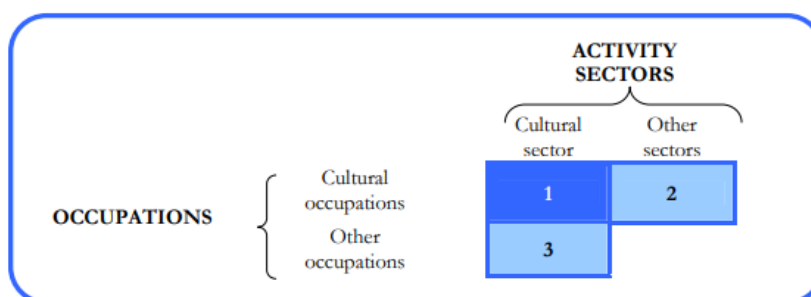 ACTIVITY
SECTORS
Cultural
sector
Other
sectors
Cultural
occupations
1
2
OCCUPATIONS
Other
occupations
3